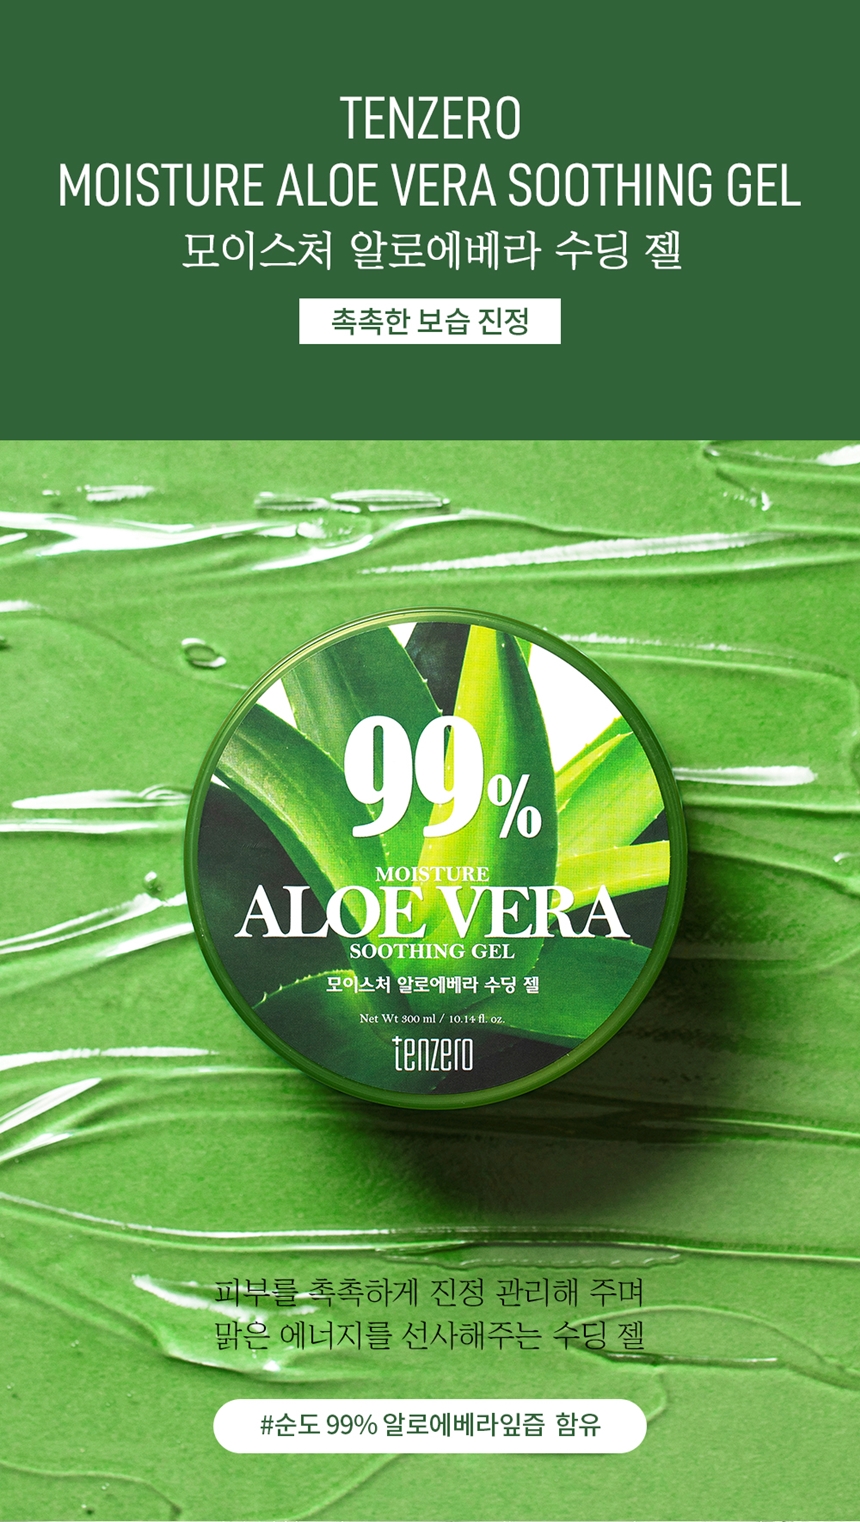 TENZERO
MOISTURE ALOE VERA SOOTHING GEL
모이스처 알로에베라 수딩 젤
촉촉한 보습 진정
99%
MOISTURE
ALOE VERA
SOOTHING GEL
모이스처 알로에베라 수딩 젤
Net Wt 300 ml / 10.14 fl. oz.
tenzero
피부를 촉촉하게 진정 관리해 주며
맑은 에너지를 선사해주는 수딩 젤
#순도 99% 알로에베라잎즙 함유